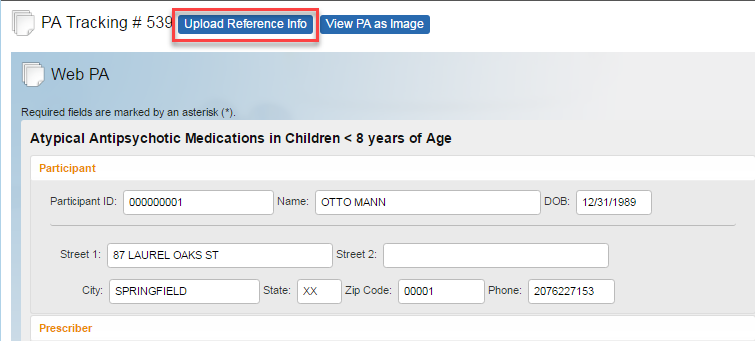 PA Tracking # 539 Upload Reference Info View PA as Image
Web PA
Required fields are marked by an asterisk (*).
Atypical Antipsychotic Medications in Children < 8 years of Age
Participant
Participant ID: 000000001 Name: OTTO MANN DOB: 12/31/1989
Street 1: 87 LAUREL OAKS ST Street 2:
City: SPRINGFIELD State: XX Zip Code: 00001 Phone: 2076227153
Prescriber